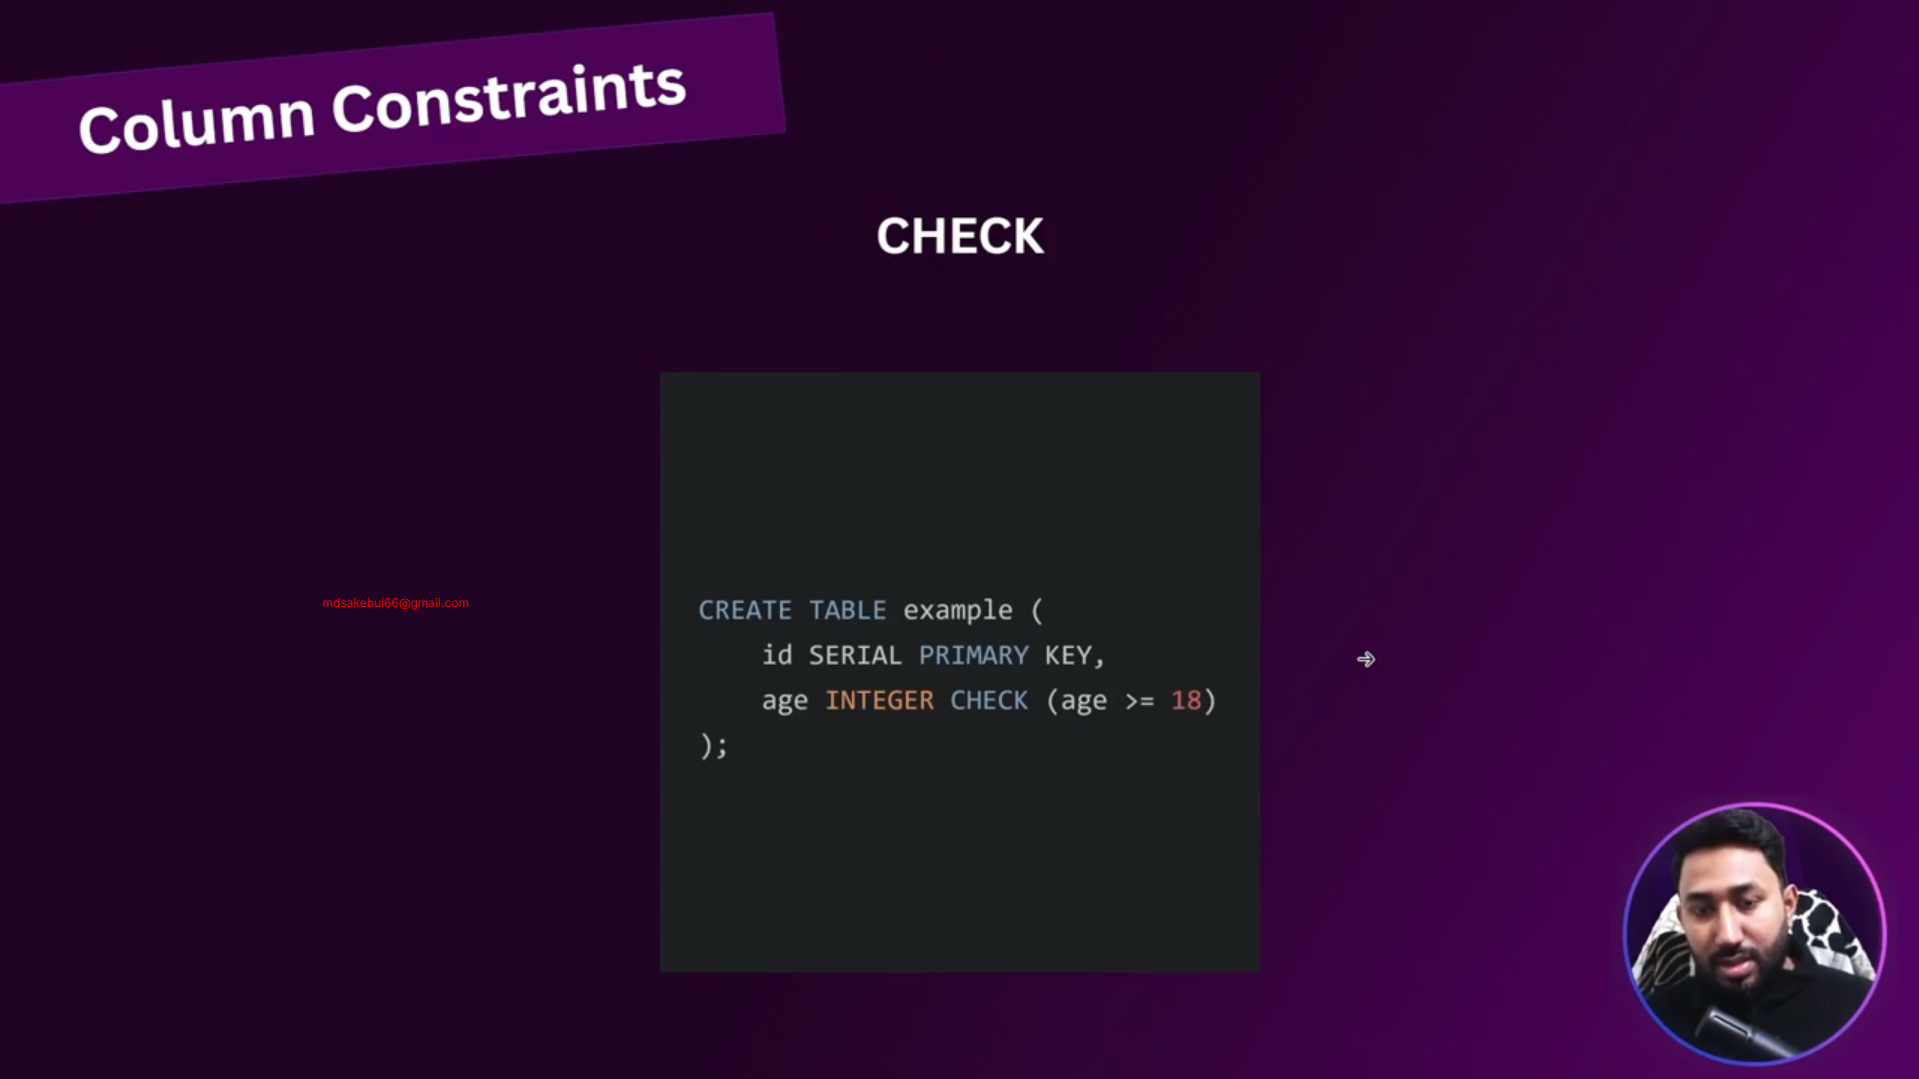 Column Constraints
CHECK
mdsakebul66@gmail.com
CREATE TABLE example (
    id SERIAL PRIMARY KEY,
    age INTEGER CHECK (age >= 18)
);